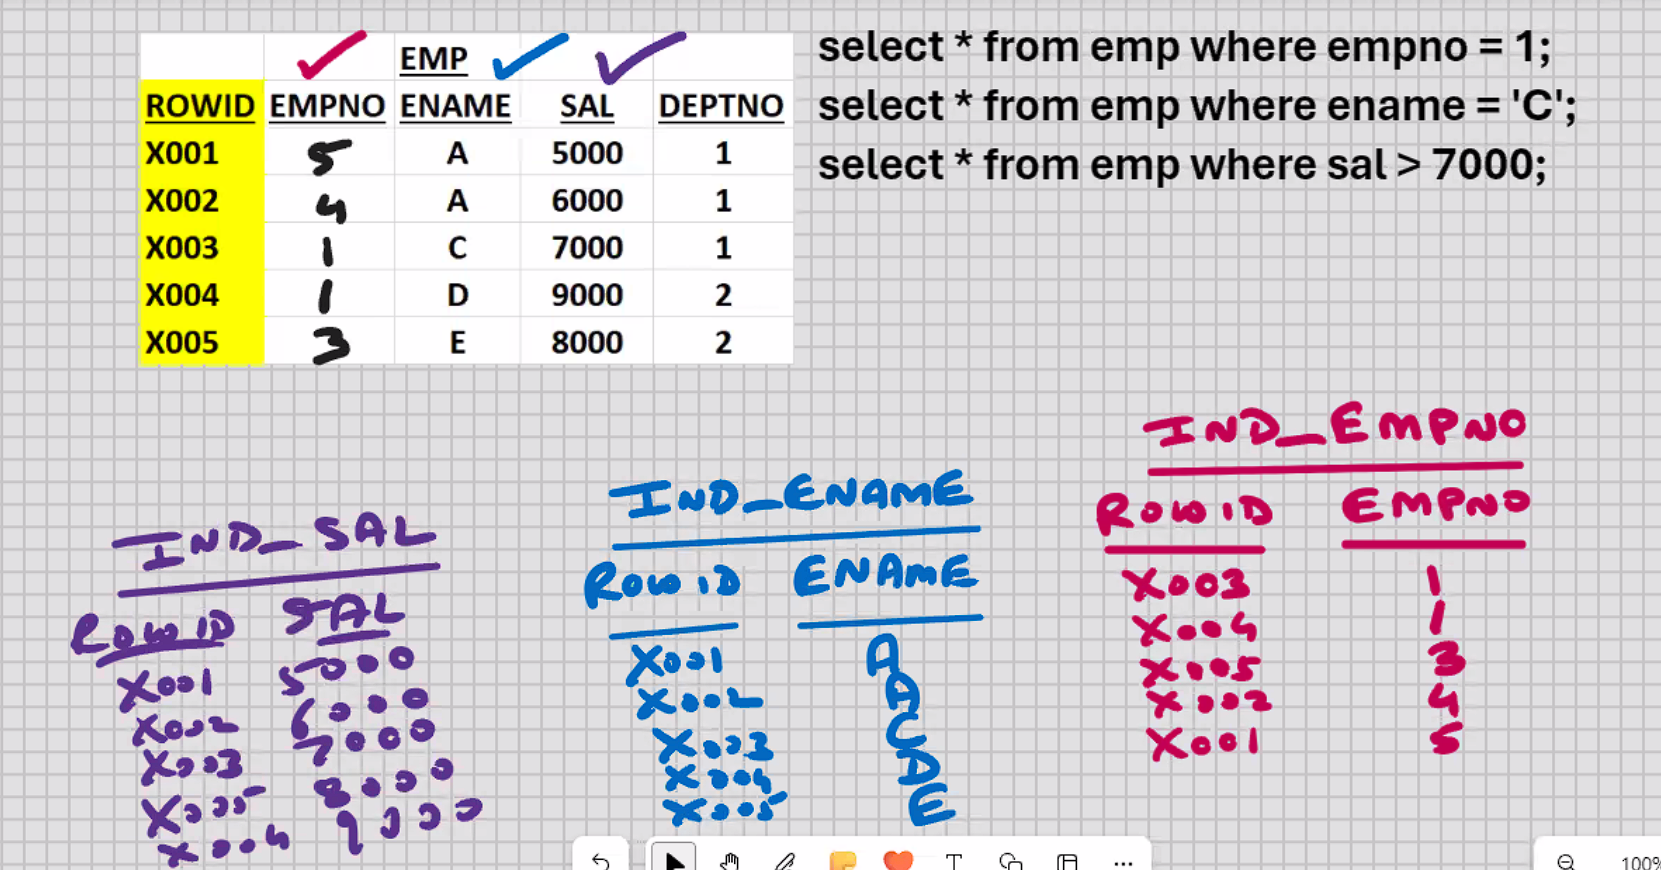 EMP
ROWID EMPNO ENAME SAL DEPTNO
X001 5 A 5000 1
X002 4 A 6000 1
X003 1 C 7000 1
X004 1 D 9000 2
X005 3 E 8000 2
select * from emp where empno = 1;
select * from emp where ename = 'C';
select * from emp where sal > 7000;
IND_SAL
ROWID SAL
X001 5000
X002 6000
X003 7000
X005 8000
X004 9000
IND_ENAME
ROWID ENAME
X001 A
X002 A
X003 C
X004 D
X005 E
IND_EMPNO
ROWID EMPNO
X003 1
X004 1
X005 3
X002 4
X001 5
T
100%